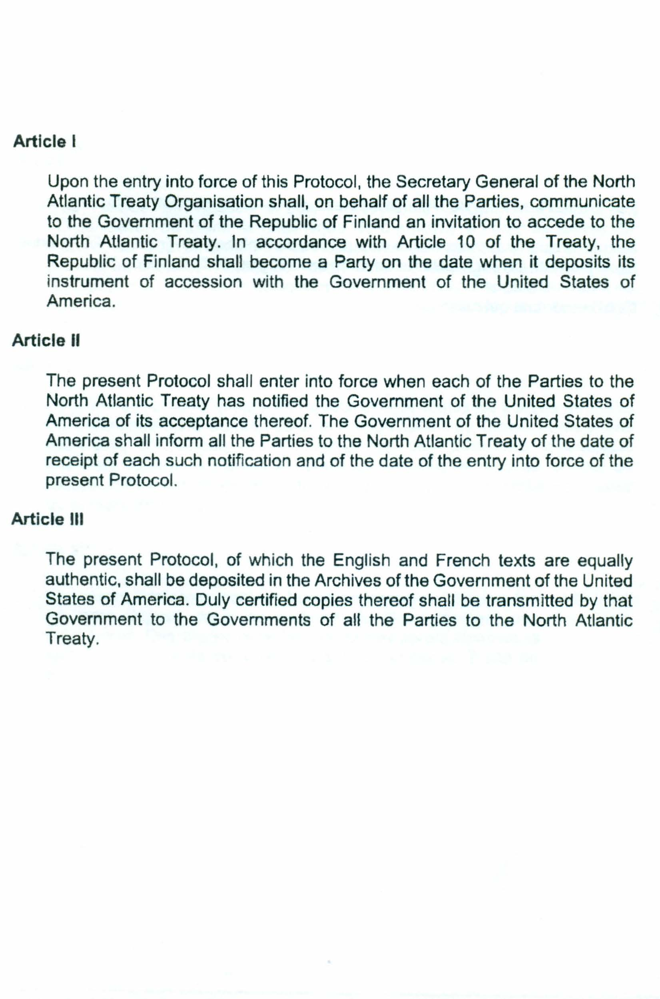 Article I
Upon the entry into force of this Protocol, the Secretary General of the North
Atlantic Treaty Organisation shall, on behalf of all the Parties, communicate
to the Government of the Republic of Finland an invitation to accede to the
North Atlantic Treaty. In accordance with Article 10 of the Treaty, the
Republic of Finland shall become a Party on the date when it deposits its
instrument of accession with the Government of the United States of
America.
Article II
The present Protocol shall enter into force when each of the Parties to the
North Atlantic Treaty has notified the Government of the United States of
America of its acceptance thereof. The Government of the United States of
America shall inform all the Parties to the North Atlantic Treaty of the date of
receipt of each such notification and of the date of the entry into force of the
present Protocol.
Article III
The present Protocol, of which the English and French texts are equally
authentic, shall be deposited in the Archives of the Government of the United
States of America. Duly certified copies thereof shall be transmitted by that
Government to the Governments of all the Parties to the North Atlantic
Treaty.